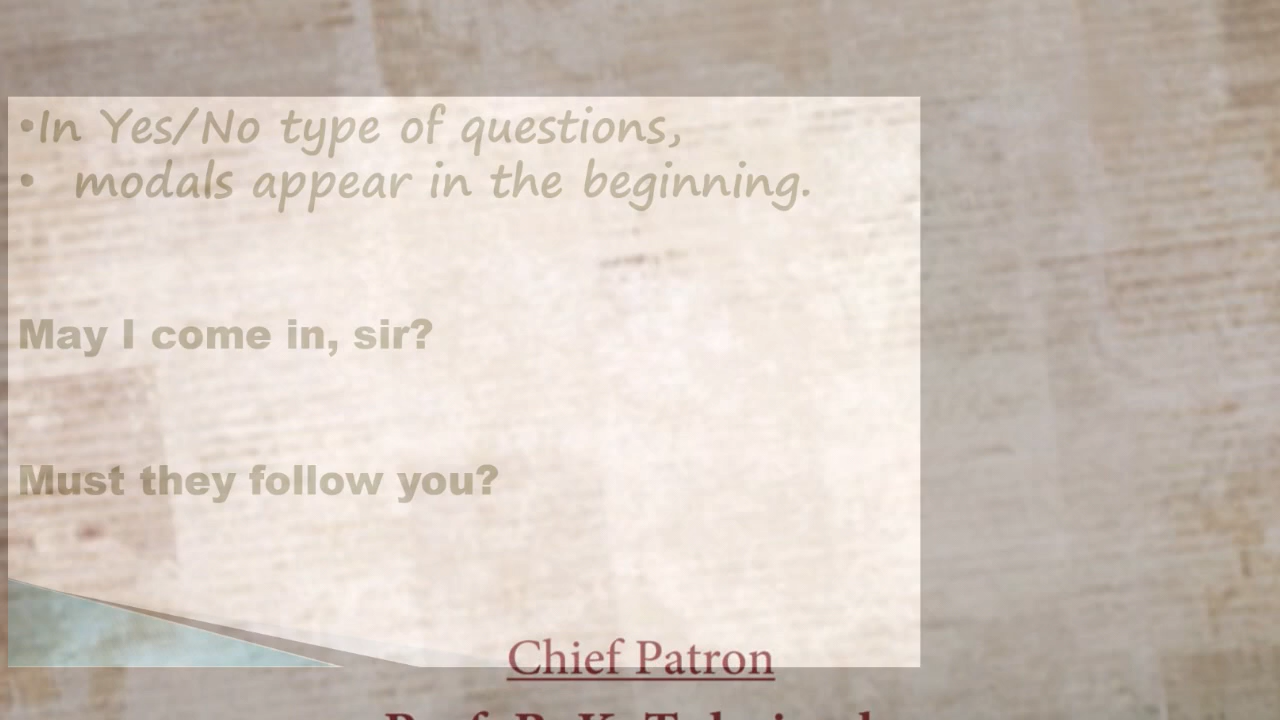 •In Yes/No type of questions,
• modals appear in the beginning.
May I come in, sir?
Must they follow you?
Chief Patron
Prof. R. K.